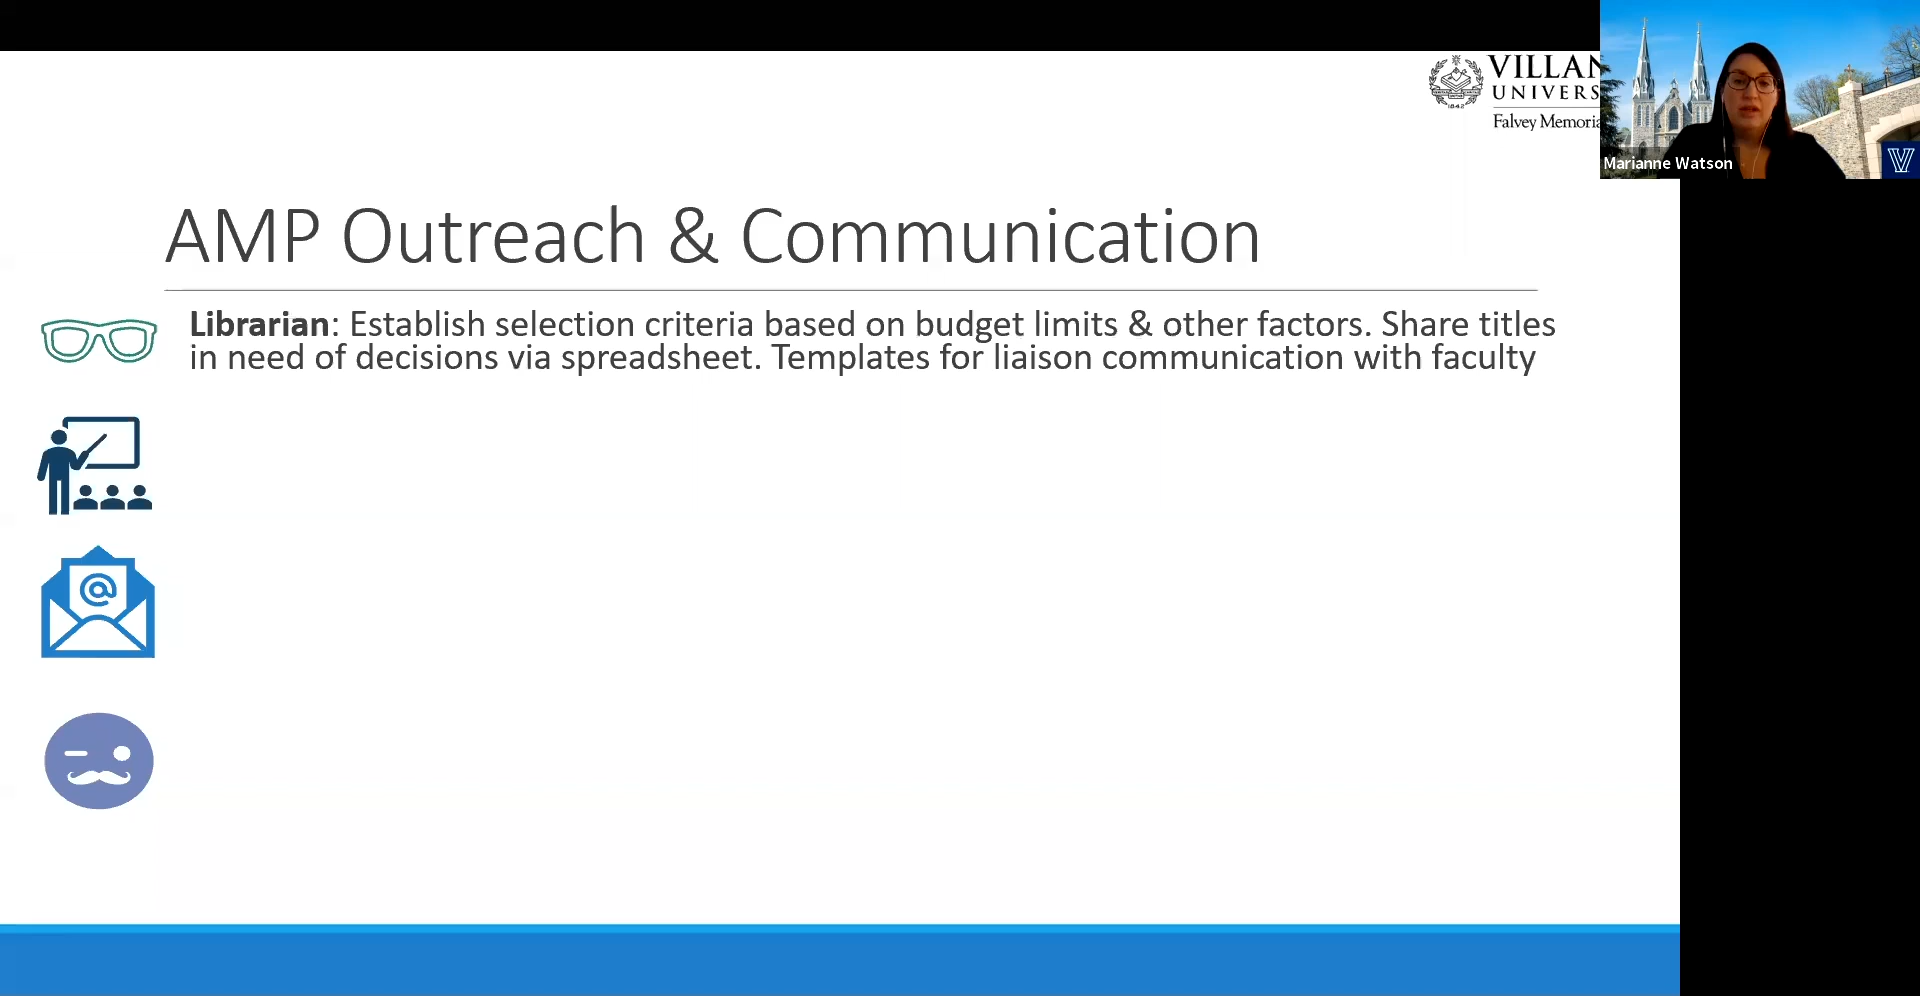 VILLAN
UNIVERS
Falvey Memoria
Marianne Watson
AMP Outreach & Communication
Librarian: Establish selection criteria based on budget limits & other factors. Share titles
in need of decisions via spreadsheet. Templates for liaison communication with faculty
@